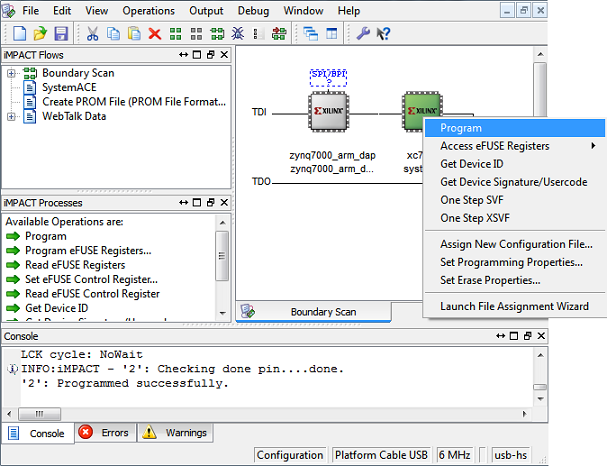 File Edit View Operations Output Debug Window Help
iMPACT Flows
Boundary Scan
SystemACE
Create PROM File (PROM File Format...
WebTalk Data
SPI/BPI
?
TDI
XILINX
XILINX
zynq7000_arm_dap
zynq7000_arm_d...
xc7
syst
TDO
Boundary Scan
Program
Access eFUSE Registers
Get Device ID
Get Device Signature/Usercode
One Step SVF
One Step XSVF
Assign New Configuration File...
Set Programming Properties...
Set Erase Properties...
Launch File Assignment Wizard
iMPACT Processes
Available Operations are:
Program
Program eFUSE Registers...
Read eFUSE Registers
Set eFUSE Control Register...
Read eFUSE Control Register
Get Device ID
Console
LCK cycle: NoWait
INFO:iMPACT - '2': Checking done pin....done.
'2': Programmed successfully.
Console Errors Warnings
Configuration Platform Cable USB 6 MHz usb-hs